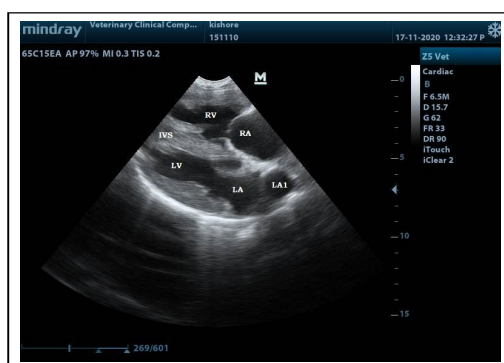 mindray Veterinary Clinical Comp... kishore
151110 17-11-2020 12:32:27 P
65C15EA AP 97% MI 0.3 TIS 0.2
M
Z5 Vet
Cardiac
B
F 6.5M
D 15.7
G 62
FR 33
DR 90
iTouch
iClear 2
0
5
10
15
RV
IVS
RA
LV
LA
LA1
269/601